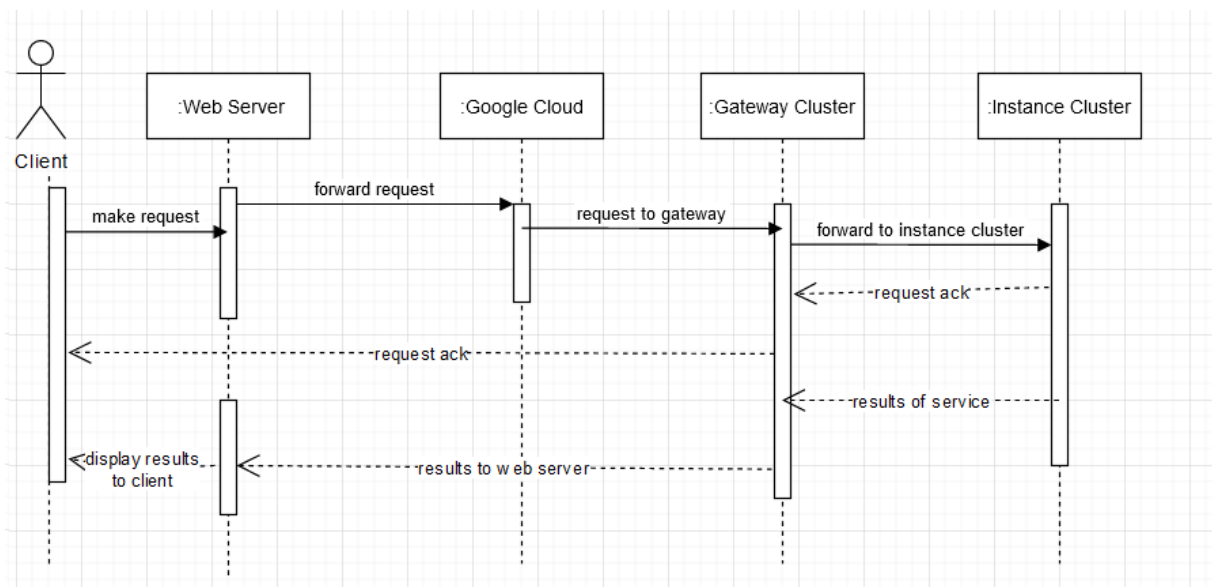 :Web Server
:Google Cloud
:Gateway Cluster
:Instance Cluster
Client
forward request
make request
request to gateway
forward to instance cluster
request ack
request ack
results of service
display results
to client
results to web server